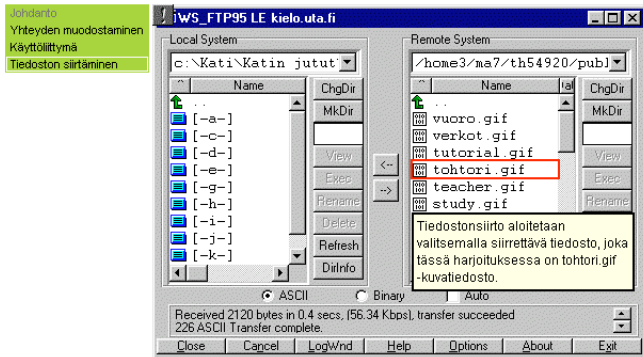 Johdanto
Yhteyden muodostaminen
Käyttöliittymä
Tiedoston siirtäminen
WS_FTP95 LE kielo.uta.fi
Local System
Remote System
c:\Kati\Katin jutut
/home3/ma7/th54920/publ
^ Name
ChgDir
^ Name
ial
ChgDir
..
MkDir
..
MkDir
[-a-]
vuoro.gif
[-c-]
verkot.gif
[-d-]
View
tutorial.gif
View
[-e-]
<--
Exec
tohtori.gif
Exec
[-g-]
-->
Rename
teacher.gif
Rename
[-h-]
study.gif
[-i-]
Delete
[-j-]
Refresh
[-k-]
DirInfo
Tiedostonsiirto aloitetaan
valitsemalla siirrettävä tiedosto, joka
tässä harjoituksessa on tohtori.gif
-kuvatiedosto.
ASCII
Binary
Auto
Received 2120 bytes in 0.4 secs, (56.34 Kbps), transfer succeeded
226 ASCII Transfer complete.
Close
Cancel
LogWnd
Help
Options
About
Exit